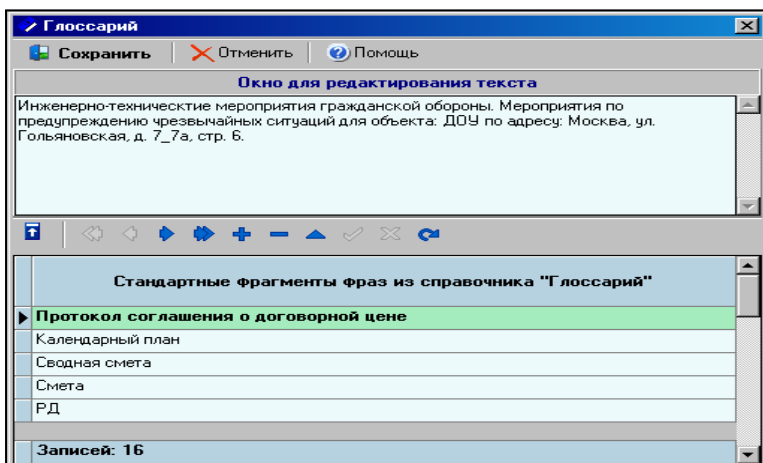 Глоссарий
Сохранить Отменить Помощь
Окно для редактирования текста
Инженерно-техническтие мероприятия гражданской обороны. Мероприятия по
предупреждению чрезвычайных ситуаций для объекта: ДОУ по адресу: Москва, ул.
Гольяновская, д. 7_7а, стр. 6.
Стандартные фрагменты фраз из справочника "Глоссарий"
Протокол соглашения о договорной цене
Календарный план
Сводная смета
Смета
РД
Записей: 16